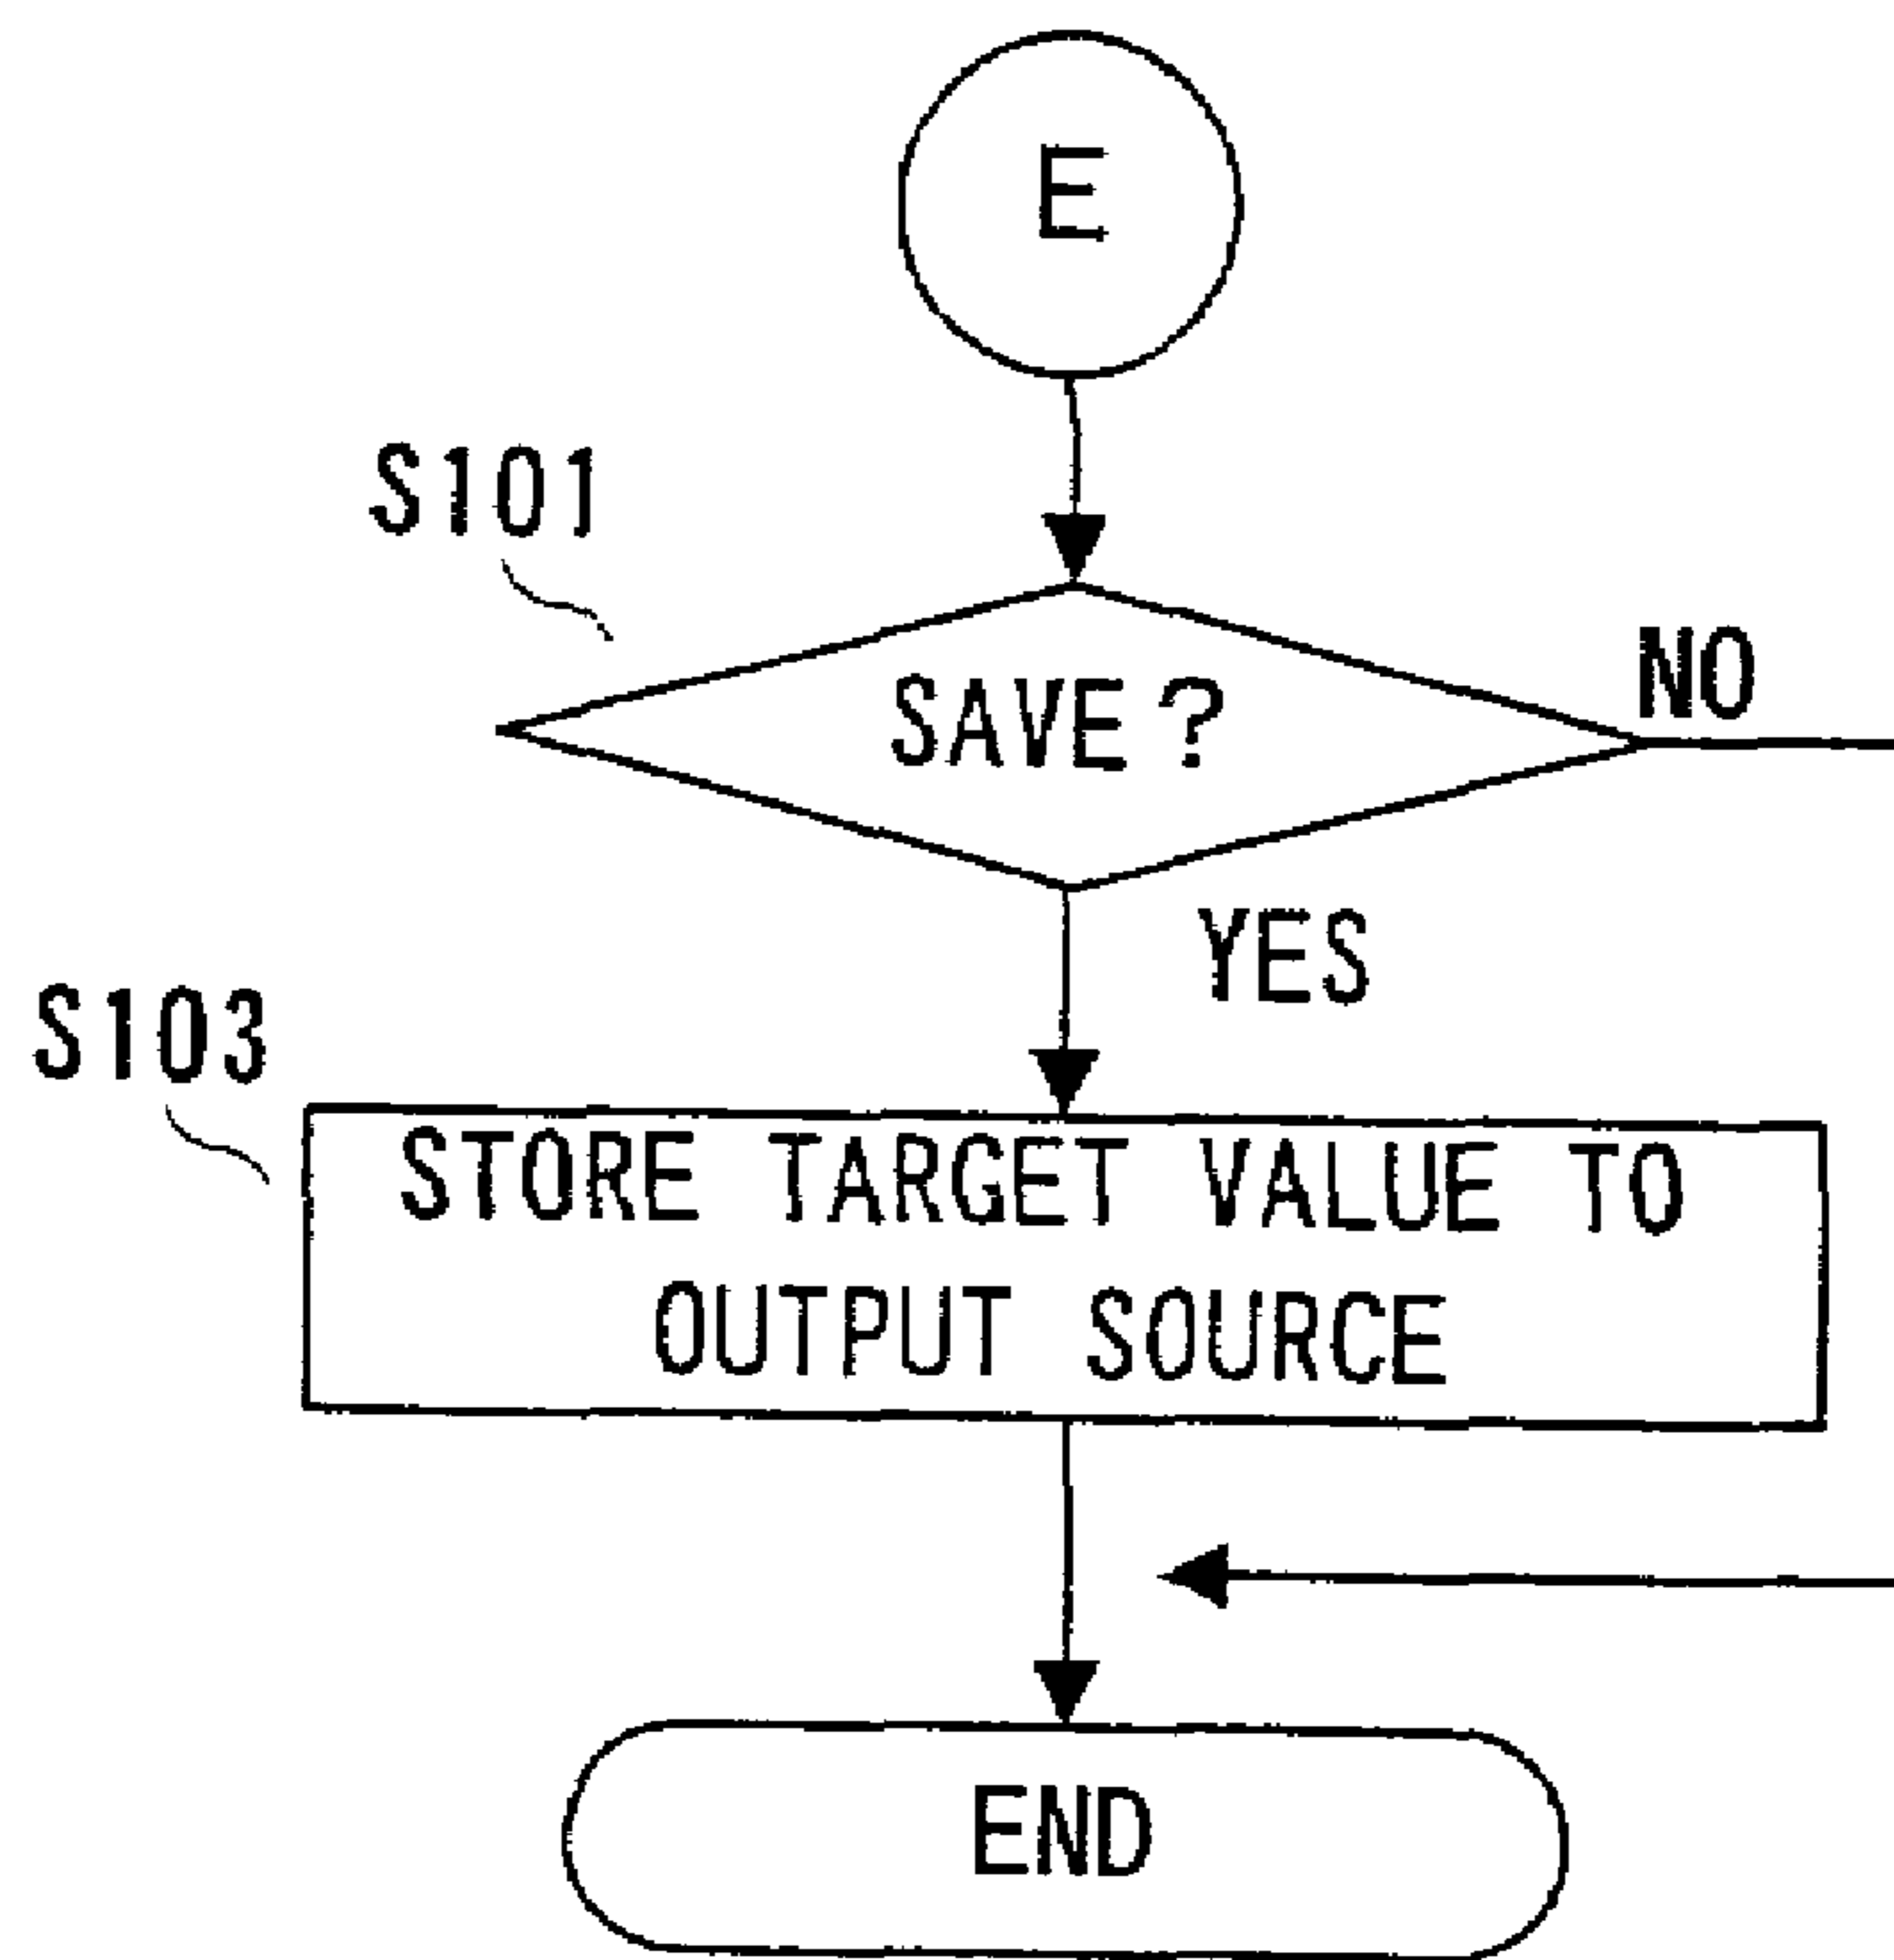 E
S101
SAVE?
NO
YES
S103
STORE TARGET VALUE TO
OUTPUT SOURCE
END